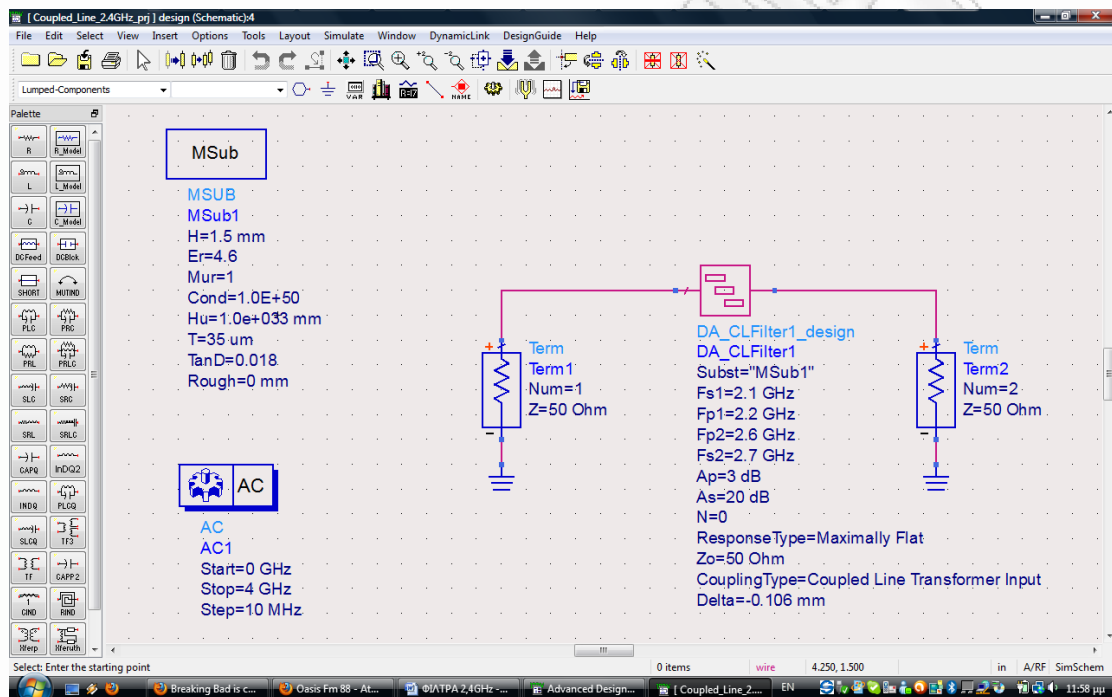 [ Coupled_Line_2.4GHz_prj ] design (Schematic):4
File Edit Select View Insert Options Tools Layout Simulate Window DynamicLink DesignGuide Help
VAR
NAME
Lumped-Components
Palette
R R_Model
L L_Model
C C_Model
DCFeed DCBlck
SHORT MUTIND
PLC PRC
PRL PRLC
SLC SRC
SRL SRLC
CAPQ InDQ2
INDQ PLCQ
SLCQ TF3
TF CAPP2
CIND RIND
Xferp Xferuth
MSub
MSUB
MSub1
H=1.5 mm
Er=4.6
Mur=1
Cond=1.0E+50
Hu=1.0e+033 mm
T=35 um
TanD=0.018
Rough=0 mm
AC
AC
AC1
Start=0 GHz
Stop=4 GHz
Step=10 MHz
Term
Term1
Num=1
Z=50 Ohm
DA_CLFilter1_design
DA_CLFilter1
Subst="MSub1"
Fs1=2.1 GHz
Fp1=2.2 GHz
Fp2=2.6 GHz
Fs2=2.7 GHz
Ap=3 dB
As=20 dB
N=0
ResponseType=Maximally Flat
Zo=50 Ohm
CouplingType=Coupled Line Transformer Input
Delta=-0.106 mm
Term
Term2
Num=2
Z=50 Ohm
Select: Enter the starting point 0 items wire 4.250, 1.500 in A/RF SimSchem
Breaking Bad is c... Oasis Fm 88 - At... ΦΙΛΤΡΑ 2,4GHz -... Advanced Design... [ Coupled_Line_2.... EN 11:58 μμ